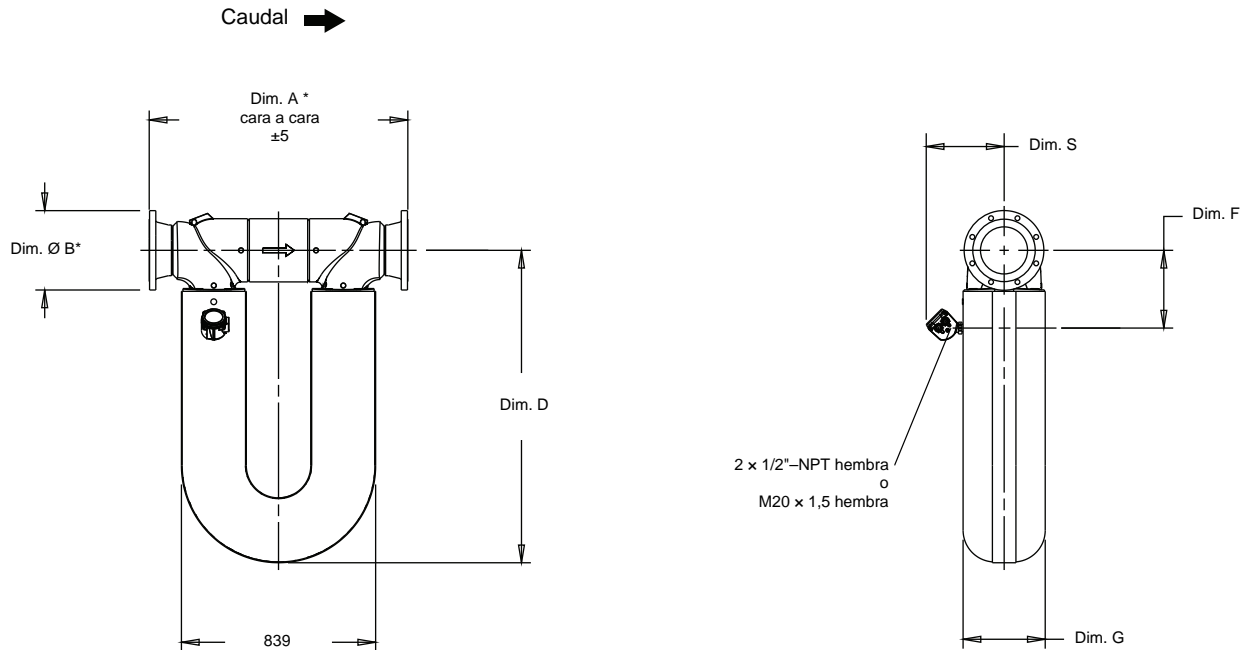 Caudal
Dim. A *
cara a cara
±5
Dim. S
Dim. F
Dim. Ø B*
Dim. D
2 × 1/2"–NPT hembra
o
M20 × 1,5 hembra
839
Dim. G